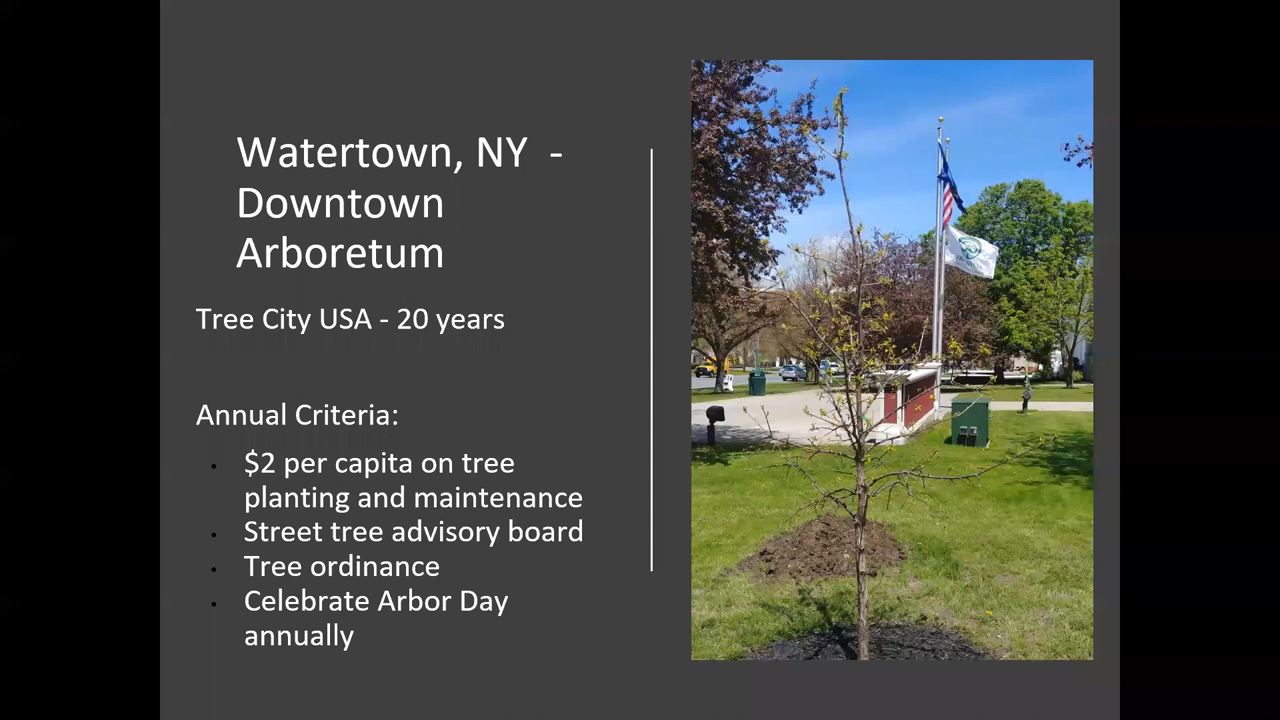 Watertown, NY -
Downtown
Arboretum
Tree City USA - 20 years
Annual Criteria:
$2 per capita on tree
planting and maintenance
Street tree advisory board
Tree ordinance
Celebrate Arbor Day
annually